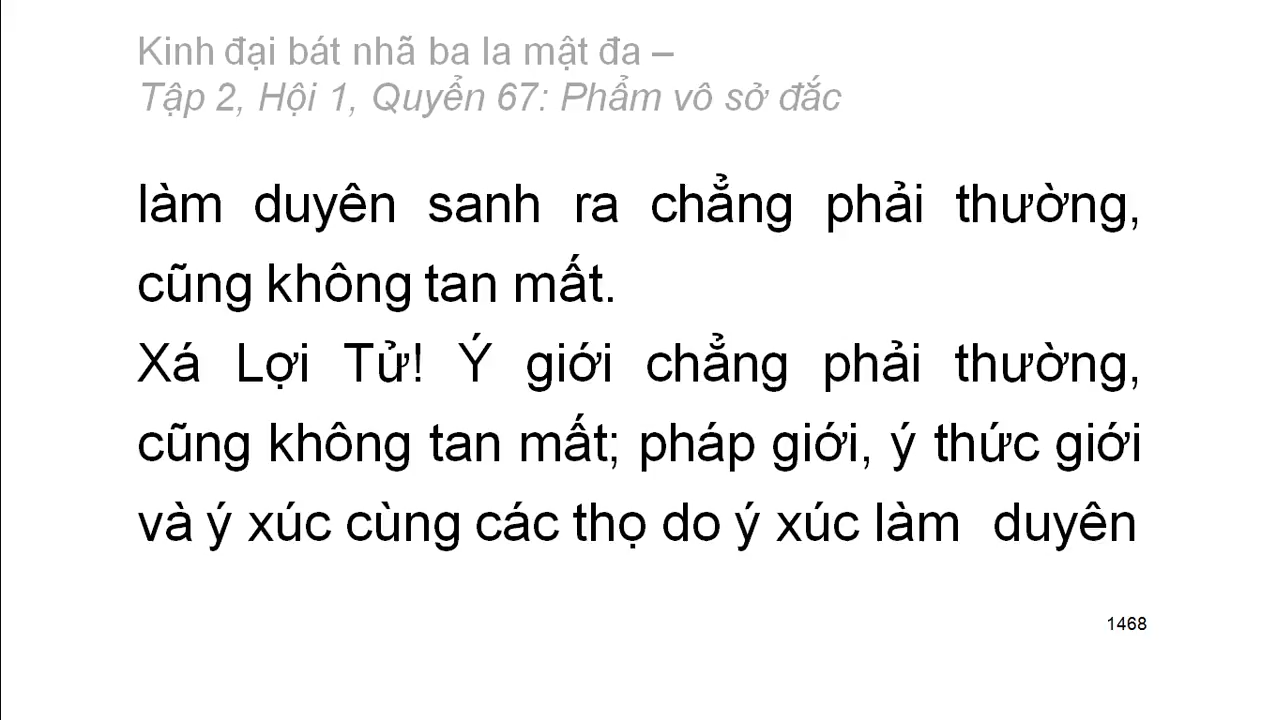 Kinh đại bát nhã ba la mật đa –
Tập 2, Hội 1, Quyển 67: Phẩm vô sở đắc
làm duyên sanh ra chẳng phải thường,
cũng không tan mất.
Xá Lợi Tử! Ý giới chẳng phải thường,
cũng không tan mất; pháp giới, ý thức giới
và ý xúc cùng các thọ do ý xúc làm duyên
1468